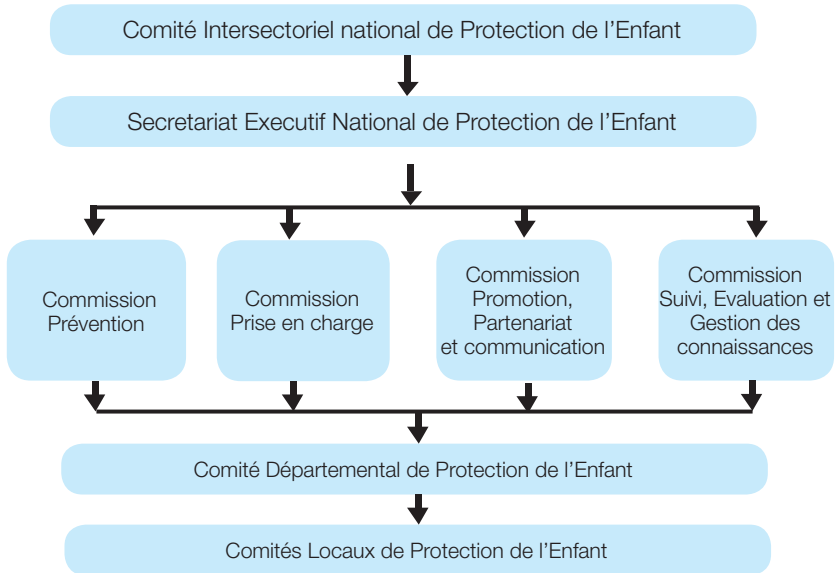 Comité Intersectoriel national de Protection de l'Enfant
Secretariat Executif National de Protection de l'Enfant
Commission
Prévention
Commission
Prise en charge
Commission
Promotion,
Partenariat
et communication
Commission
Suivi, Evaluation et
Gestion des
connaissances
Comité Départemental de Protection de l'Enfant
Comités Locaux de Protection de l'Enfant